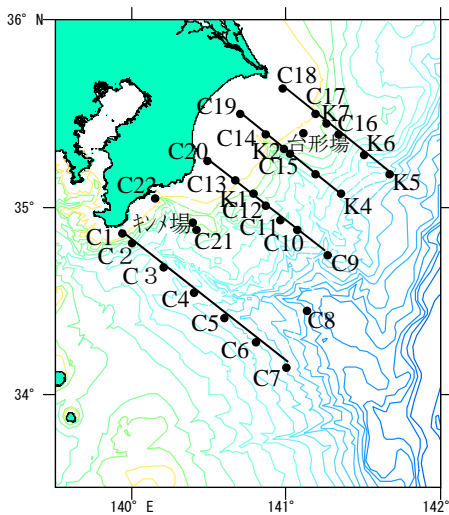 36° N
C18
C17
C19
K7
C16
C14
台形場
K6
K2
C20
C15
K5
C13
C22
K1
K4
35°
C12
ｷﾝﾒ場
C11
C1
C21
C10
C２
C9
C３
C4
C8
C5
C6
C7
34°
140° E
141°
142°